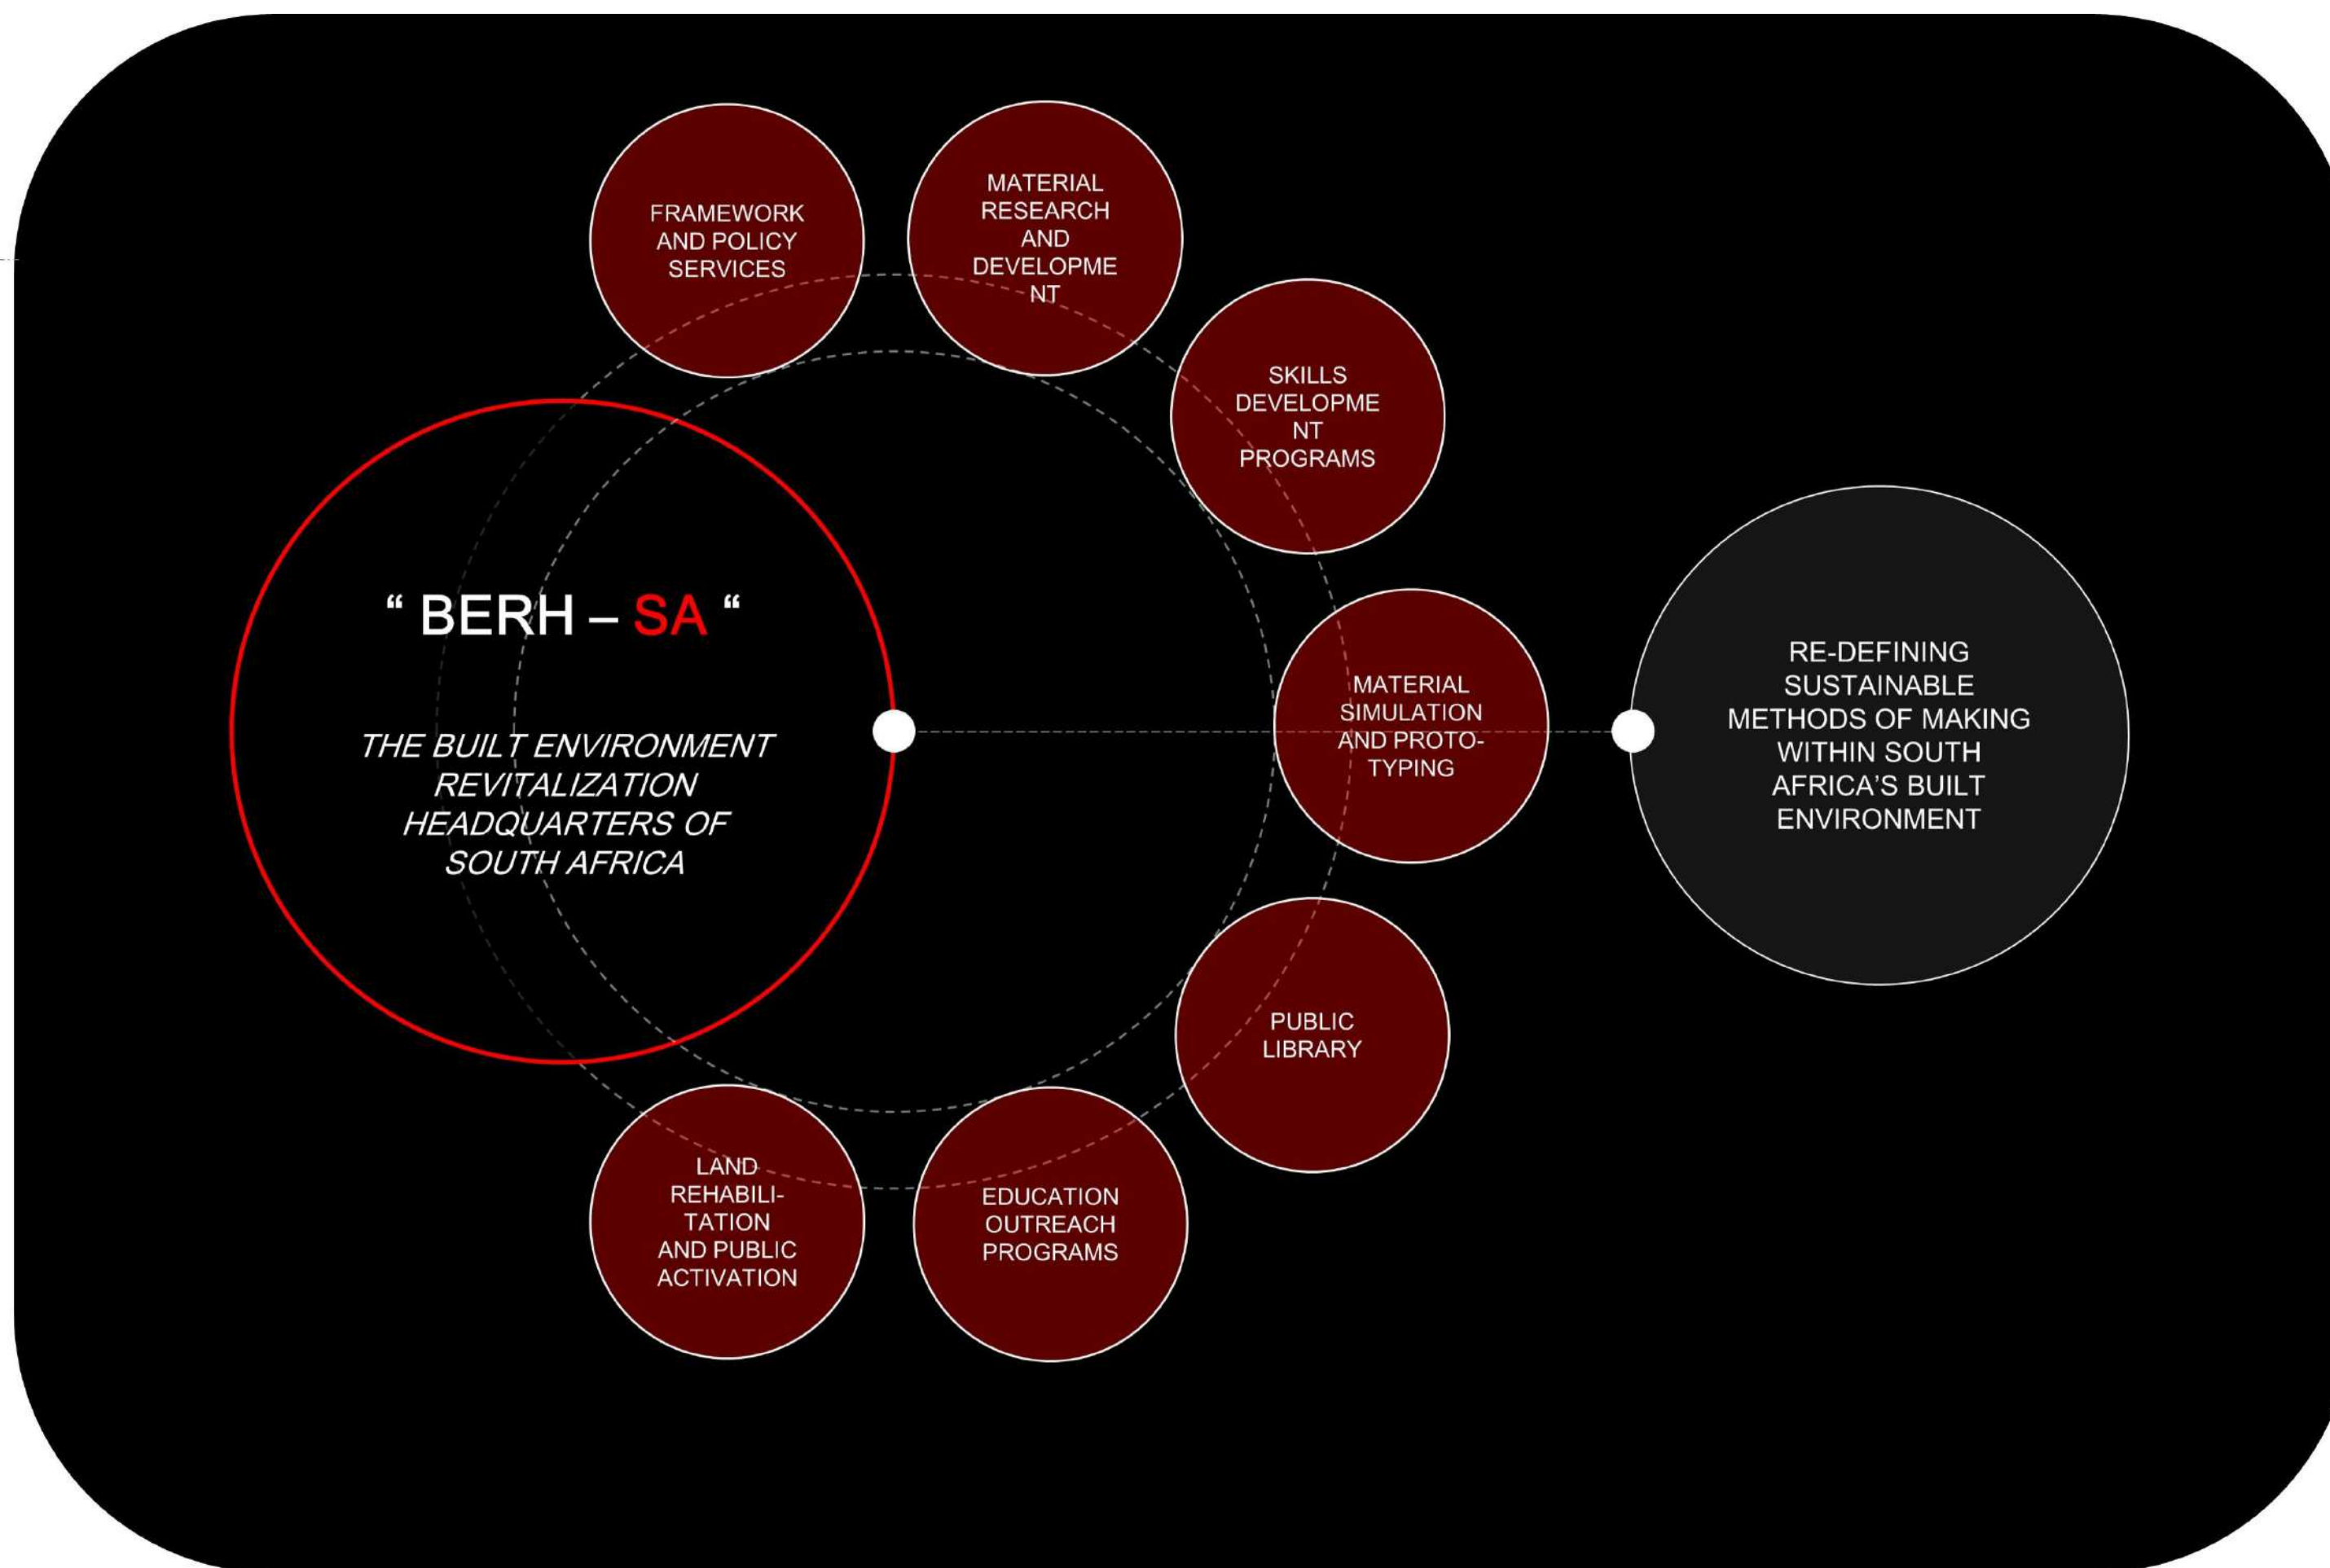 FRAMEWORK
AND POLICY
SERVICES
MATERIAL
RESEARCH
AND
DEVELOPME
NT
SKILLS
DEVELOPME
NT
PROGRAMS
“ BERH – SA “
THE BUILT ENVIRONMENT
REVITALIZATION
HEADQUARTERS OF
SOUTH AFRICA
MATERIAL
SIMULATION
AND PROTO-
TYPING
RE-DEFINING
SUSTAINABLE
METHODS OF MAKING
WITHIN SOUTH
AFRICA’S BUILT
ENVIRONMENT
PUBLIC
LIBRARY
LAND
REHABILI-
TATION
AND PUBLIC
ACTIVATION
EDUCATION
OUTREACH
PROGRAMS